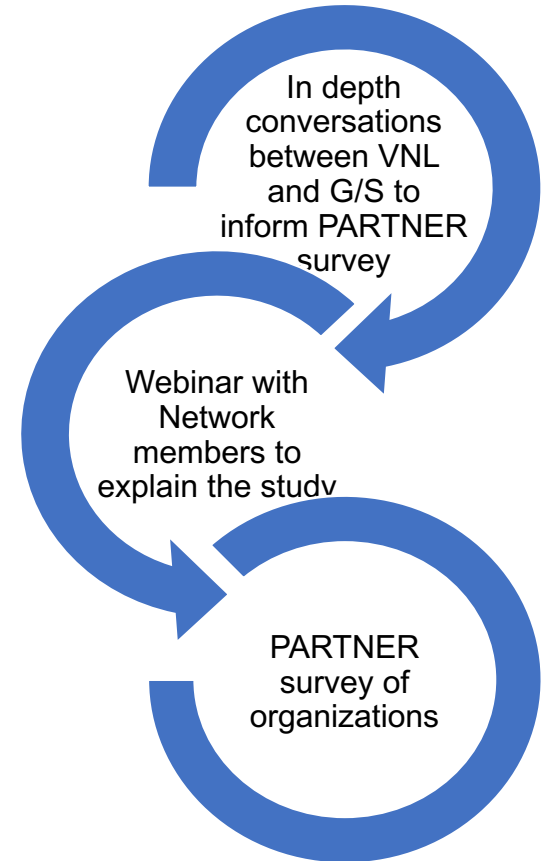 In depth
conversations
between VNL
and G/S to
inform PARTNER
survey
Webinar with
Network
members to
explain the study
PARTNER
survey of
organizations